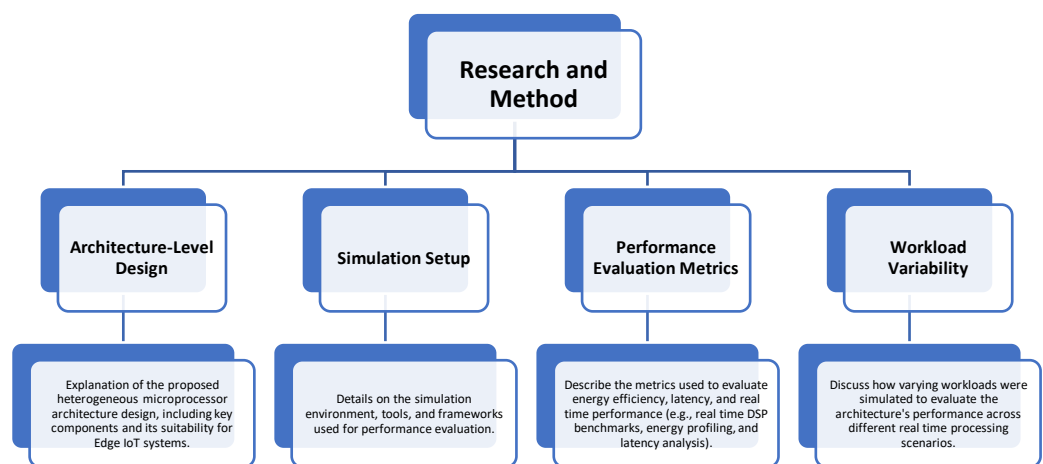 Research and
Method
Architecture-Level
Design
Simulation Setup
Performance
Evaluation Metrics
Workload
Variability
Explanation of the proposed
heterogeneous microprocessor
architecture design, including key
components and its suitability for
Edge IoT systems.
Details on the simulation
environment, tools, and frameworks
used for performance evaluation.
Describe the metrics used to evaluate
energy efficiency, latency, and real
time performance (e.g., real time DSP
benchmarks, energy profiling, and
latency analysis).
Discuss how varying workloads were
simulated to evaluate the
architecture's performance across
different real time processing
scenarios.